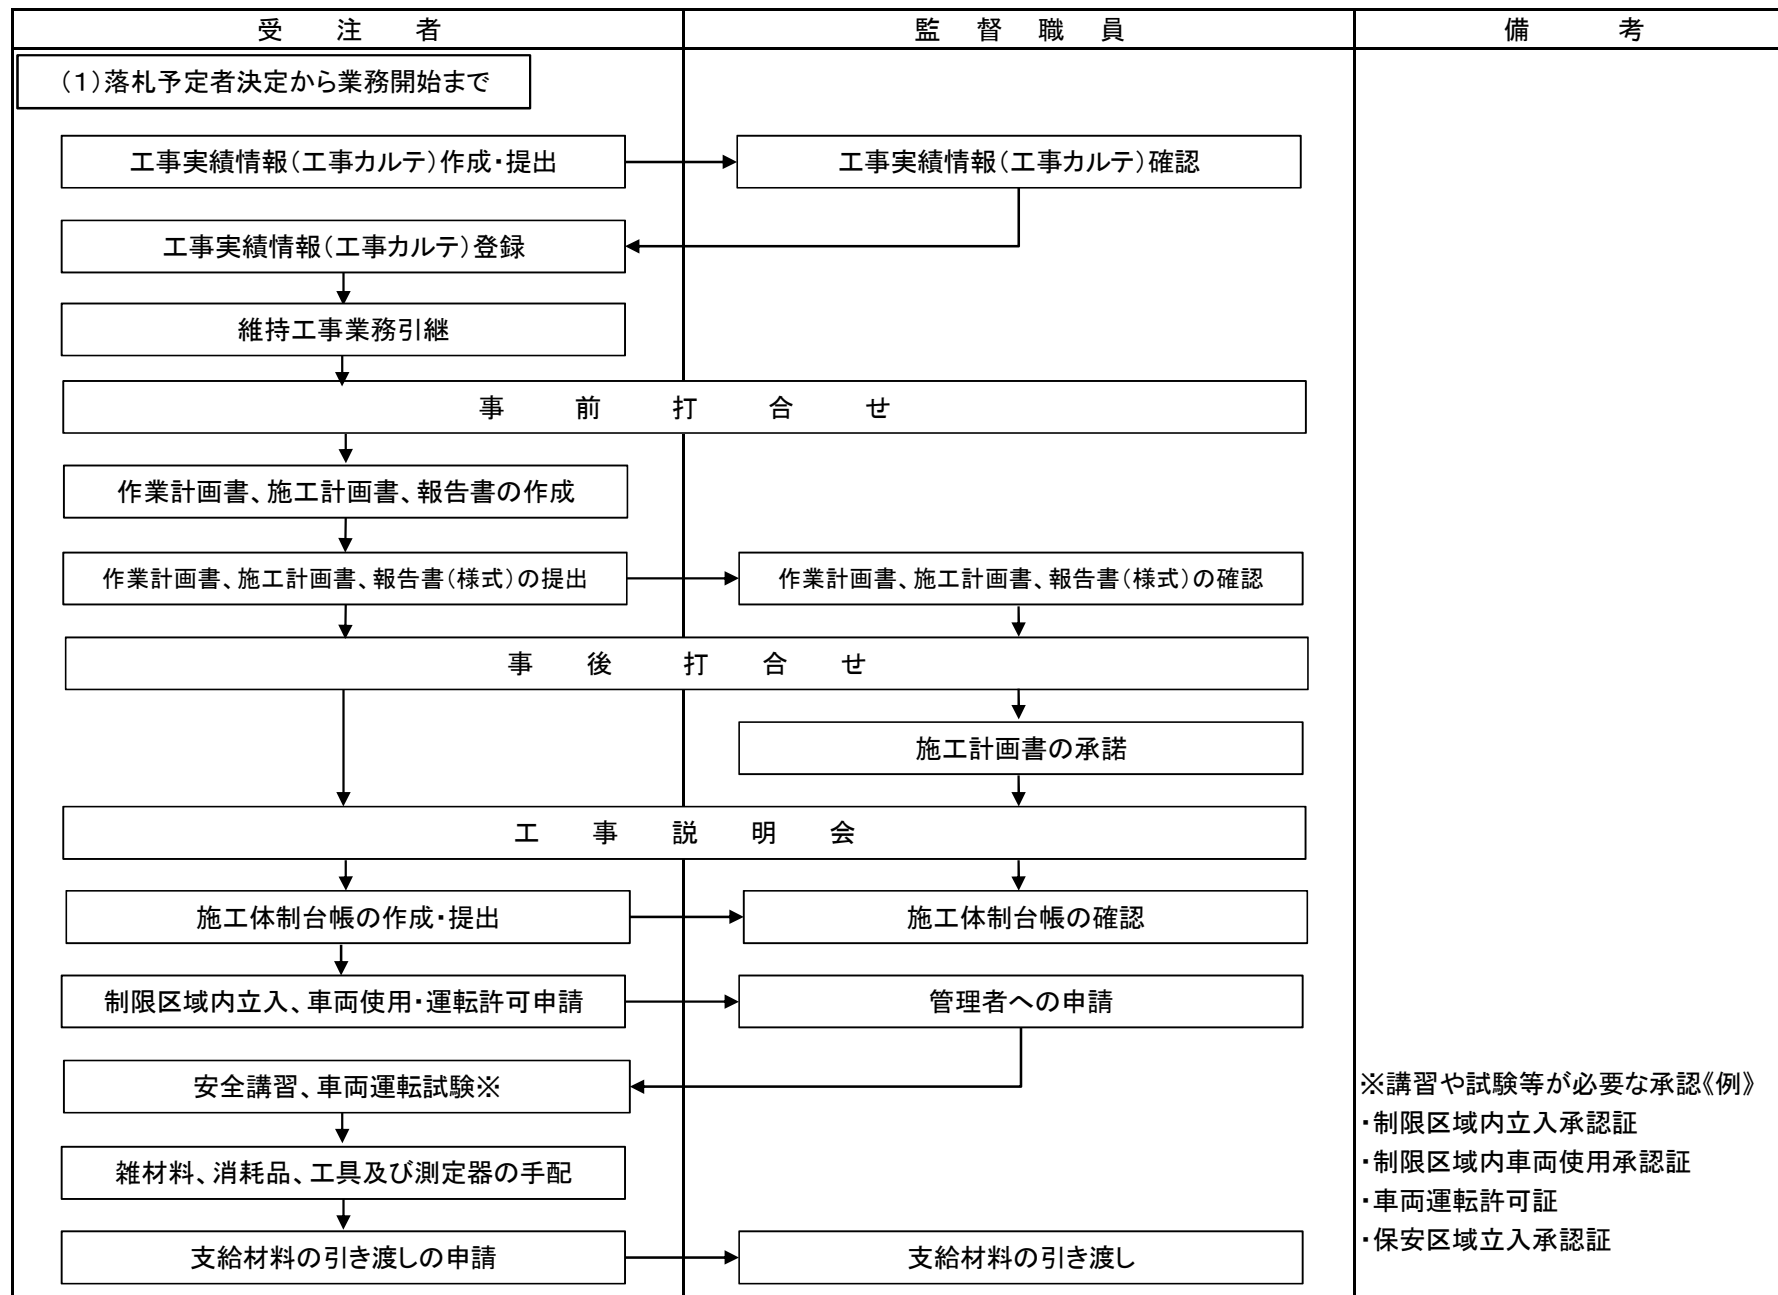 受 注 者
監 督 職 員
備 考
（１）落札予定者決定から業務開始まで
工事実績情報（工事カルテ）作成・提出
工事実績情報（工事カルテ）確認
工事実績情報（工事カルテ）登録
維持工事業務引継
事 前 打 合 せ
作業計画書、施工計画書、報告書の作成
作業計画書、施工計画書、報告書（様式）の提出
作業計画書、施工計画書、報告書（様式）の確認
事 後 打 合 せ
施工計画書の承諾
工 事 説 明 会
施工体制台帳の作成・提出
施工体制台帳の確認
制限区域内立入、車両使用・運転許可申請
管理者への申請
安全講習、車両運転試験※
※講習や試験等が必要な承認《例》
・制限区域内立入承認証
・制限区域内車両使用承認証
・車両運転許可証
・保安区域立入承認証
雑材料、消耗品、工具及び測定器の手配
支給材料の引き渡しの申請
支給材料の引き渡し